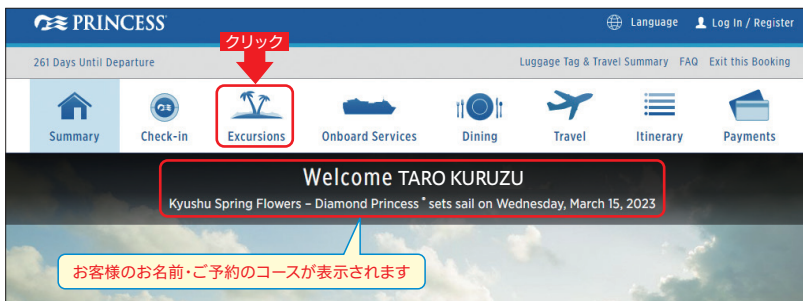 PRINCESS
Language Log In / Register
クリック
261 Days Until Departure
Luggage Tag & Travel Summary FAQ Exit this Booking
Summary Check-in Excursions Onboard Services Dining Travel Itinerary Payments
Welcome TARO KURUZU
Kyushu Spring Flowers – Diamond Princess® sets sail on Wednesday, March 15, 2023
お客様のお名前・ご予約のコースが表示されます